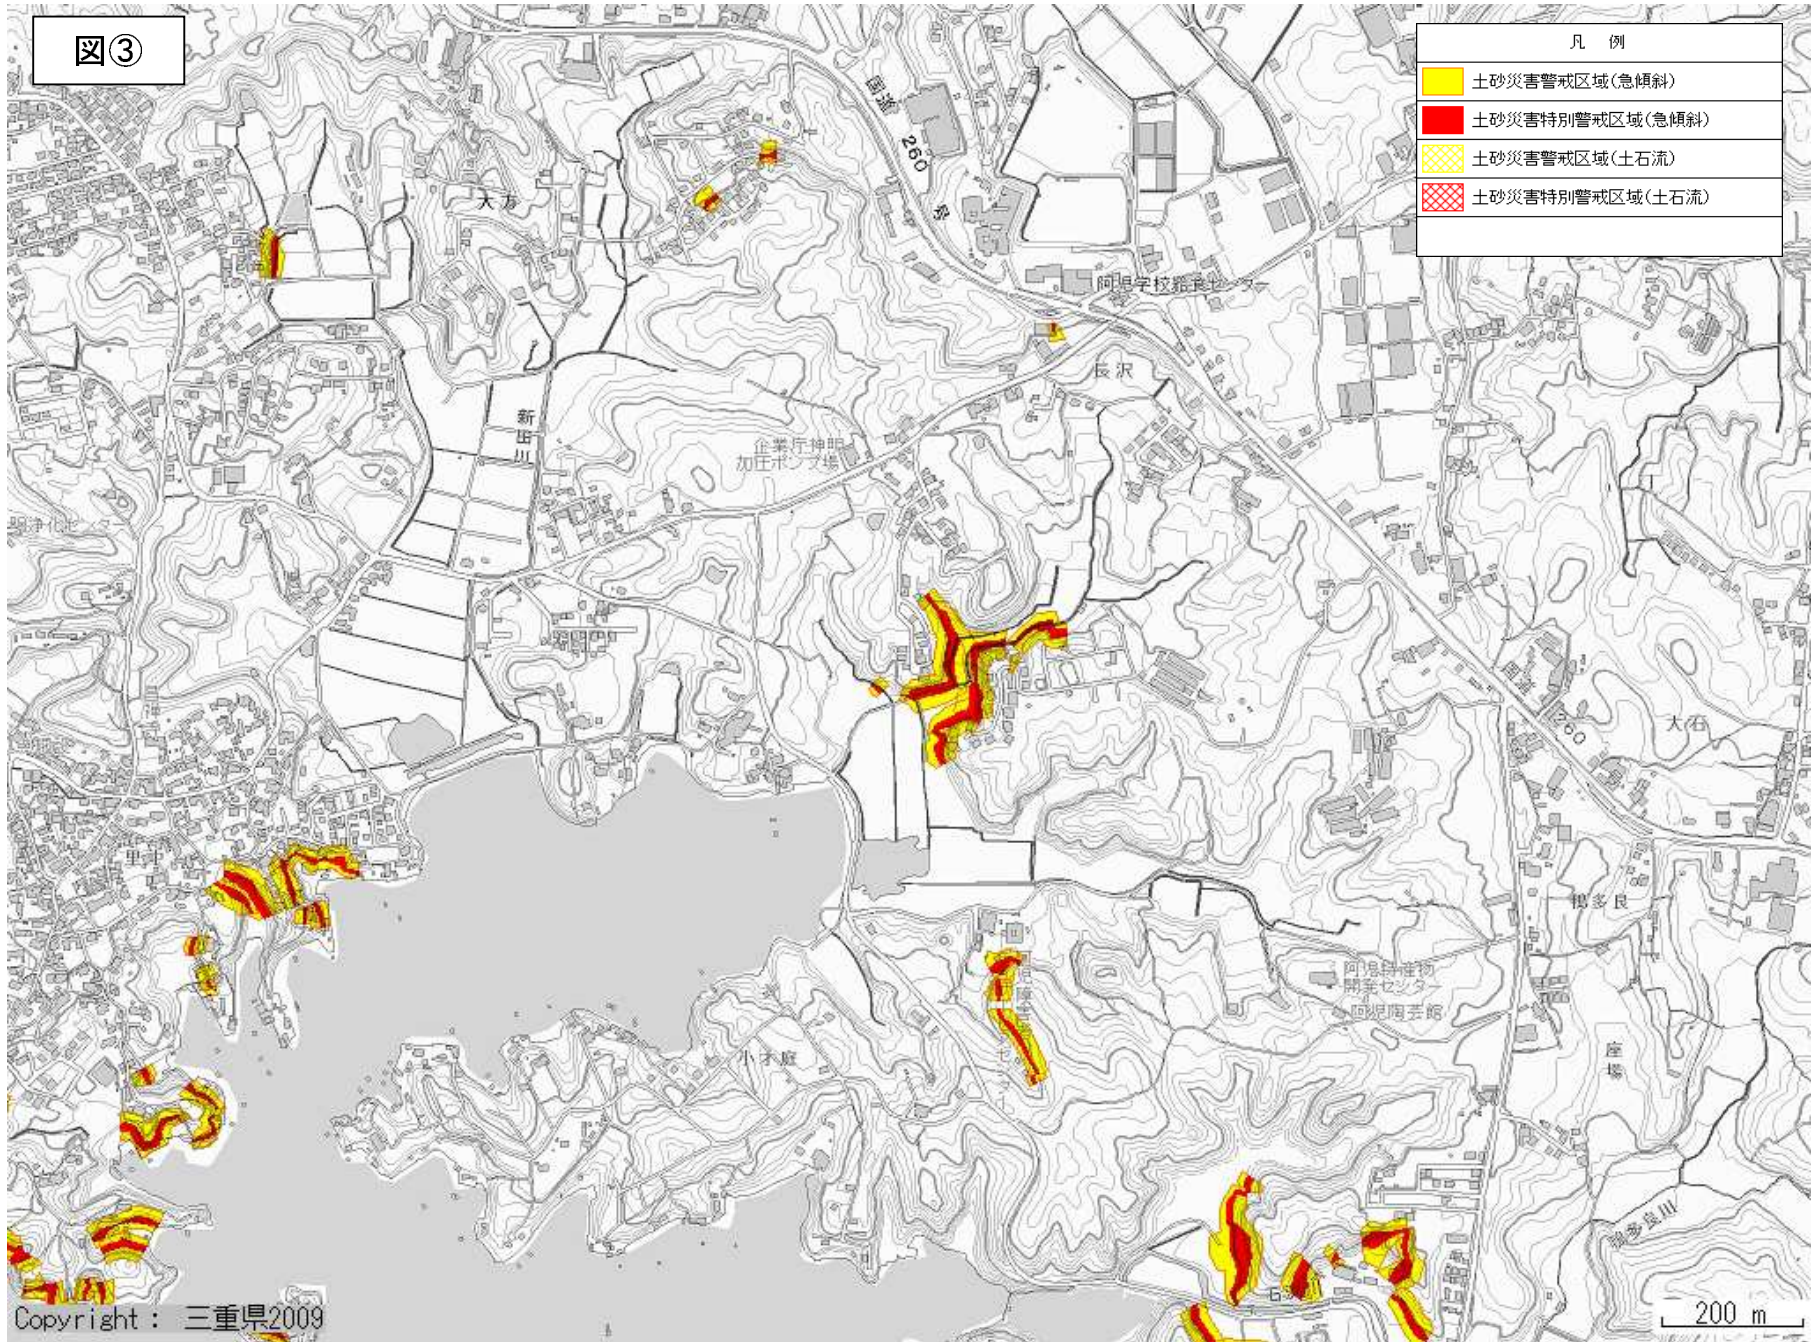 図③
凡 例
土砂災害警戒区域(急傾斜)
土砂災害特別警戒区域(急傾斜)
土砂災害警戒区域(土石流)
土砂災害特別警戒区域(土石流)
国道
260
号
大方
阿児学校給食センター
長沢
新田川
企業庁神明
加圧ポンプ場
浄化センター
国道
260
大石
里中
鵜多良
阿児特産物
開発センター
阿児陶芸館
座場
小才庭
鵜多良川
Copyright : 三重県2009
200 m